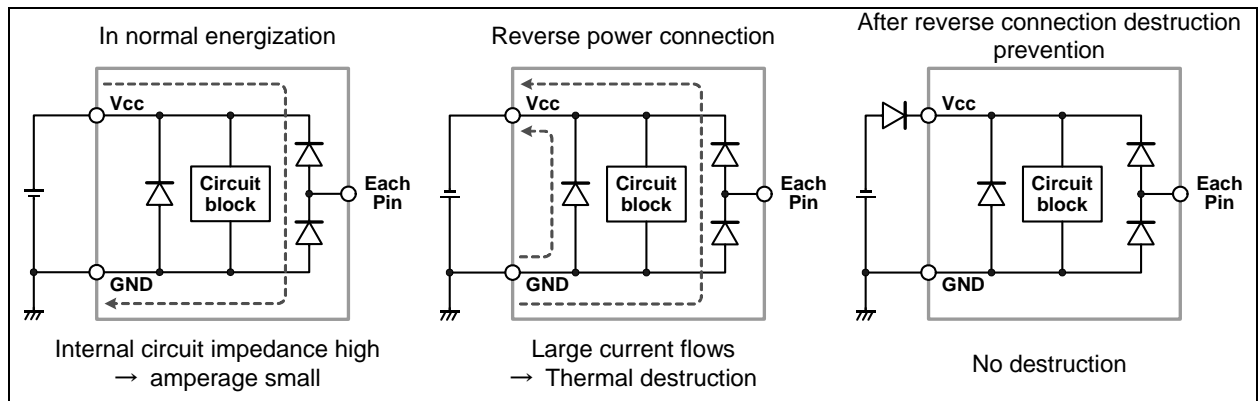 In normal energization
Vcc
Circuit
block
Each
Pin
GND
Internal circuit impedance high
→ amperage small
Reverse power connection
Vcc
Circuit
block
Each
Pin
GND
Large current flows
→ Thermal destruction
After reverse connection destruction
prevention
Vcc
Circuit
block
Each
Pin
GND
No destruction